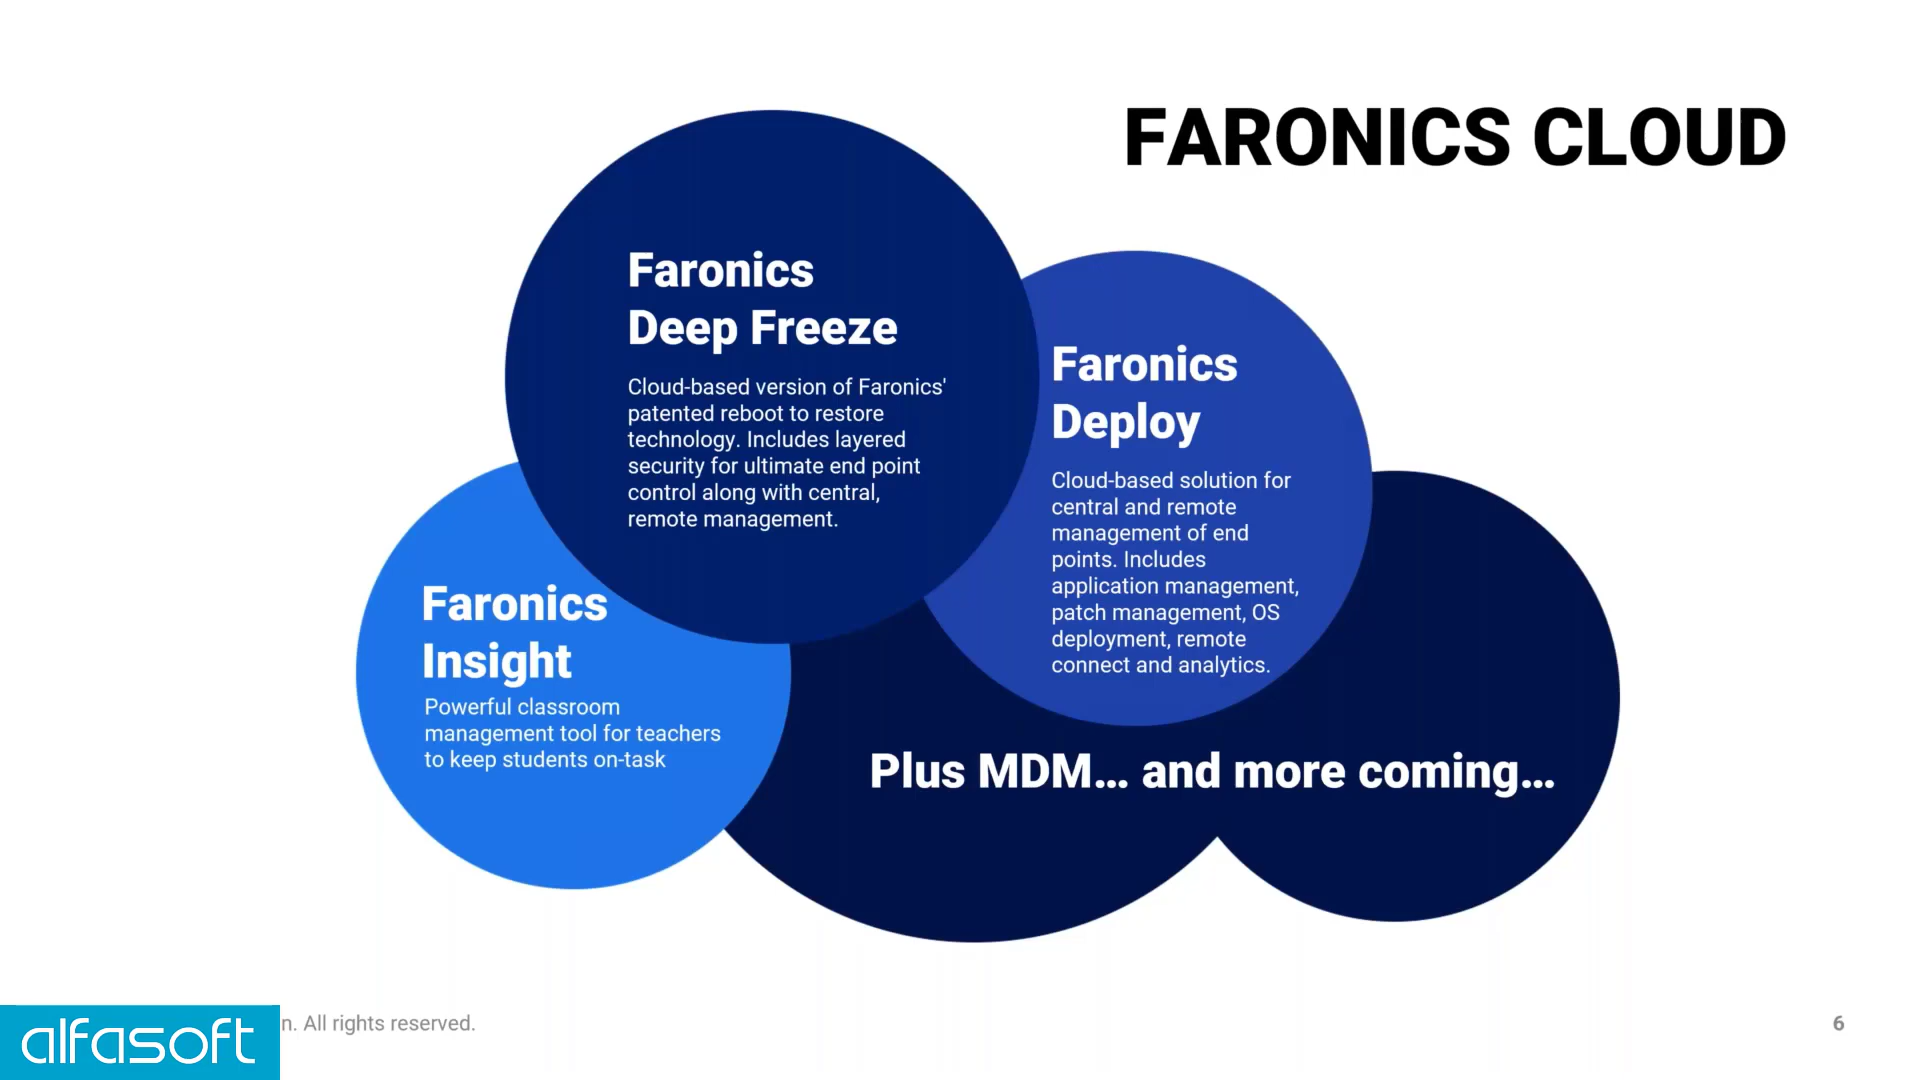 FARONICS CLOUD
Faronics
Deep Freeze
Cloud-based version of Faronics'
patented reboot to restore
technology. Includes layered
security for ultimate end point
control along with central,
remote management.
Faronics
Deploy
Cloud-based solution for
central and remote
management of end
points. Includes
application management,
patch management, OS
deployment, remote
connect and analytics.
Faronics
Insight
Powerful classroom
management tool for teachers
to keep students on-task
Plus MDM... and more coming...
alfasoft
n. All rights reserved.
6